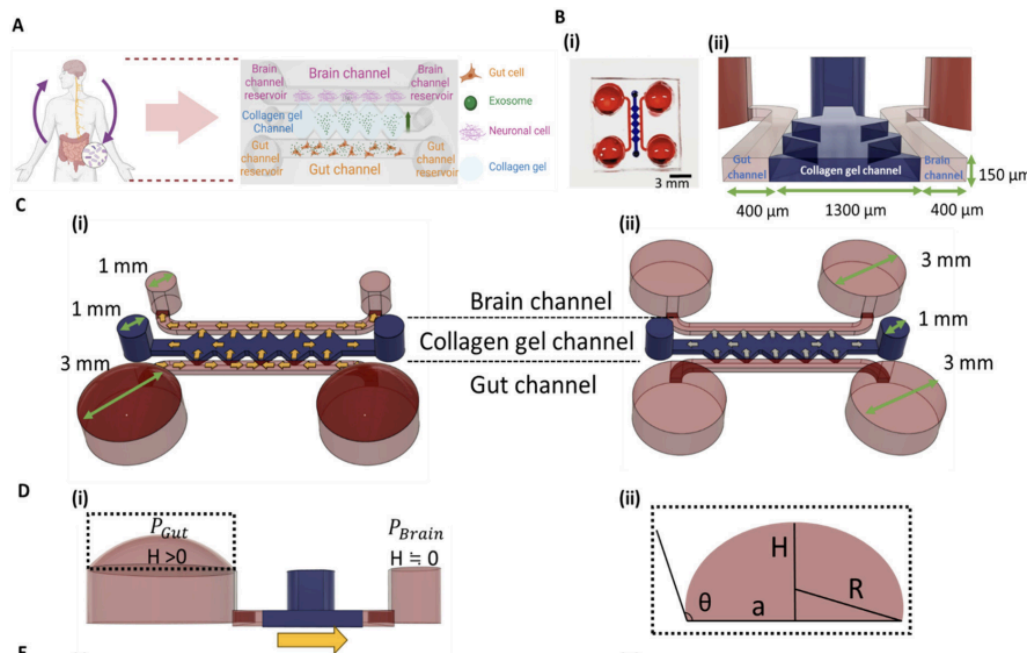 A
Brain channel reservoir
Brain channel
Brain channel reservoir
Collagen gel Channel
Gut channel reservoir
Gut channel
Gut channel reservoir
Gut cell
Exosome
Neuronal cell
Collagen gel
B
(i)
3 mm
(ii)
Gut channel
Collagen gel channel
Brain channel
150 μm
400 μm
1300 μm
400 μm
C
(i)
1 mm
1 mm
3 mm
Brain channel
Collagen gel channel
Gut channel
(ii)
3 mm
1 mm
3 mm
D
(i)
P_Gut
H >0
P_Brain
H ≒ 0
(ii)
H
R
θ
a